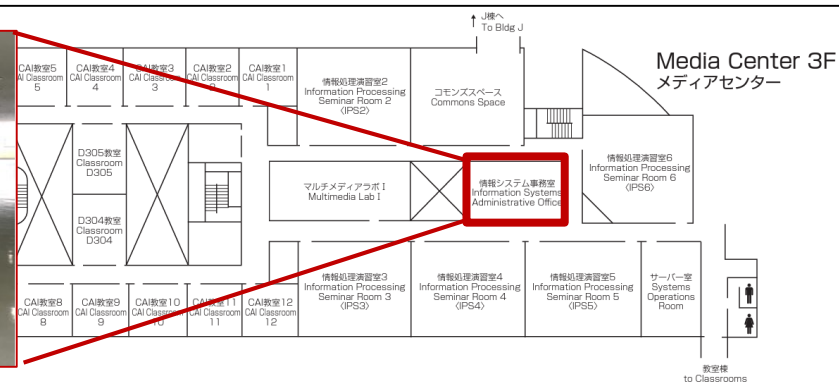 J棟へ
To Bldg J
Media Center 3F
メディアセンター
CAI教室5
AI Classroom
5
CAI教室4
CAI Classroom
4
CAI教室3
CAI Classroom
3
CAI教室2
CAI Classroom
2
CAI教室1
CAI Classroom
1
情報処理演習室2
Information Processing
Seminar Room 2
〈IPS2〉
コモンズスペース
Commons Space
D305教室
Classroom
D305
D304教室
Classroom
D304
マルチメディアラボⅠ
Multimedia Lab Ⅰ
情報システム事務室
Information Systems
Administrative Office
情報処理演習室6
Information Processing
Seminar Room 6
〈IPS6〉
CAI教室8
CAI Classroom
8
CAI教室9
CAI Classroom
9
CAI教室10
CAI Classroom
10
CAI教室11
CAI Classroom
11
CAI教室12
CAI Classroom
12
情報処理演習室3
Information Processing
Seminar Room 3
〈IPS3〉
情報処理演習室4
Information Processing
Seminar Room 4
〈IPS4〉
情報処理演習室5
Information Processing
Seminar Room 5
〈IPS5〉
サーバー室
Systems
Operations
Room
教室棟
to Classrooms